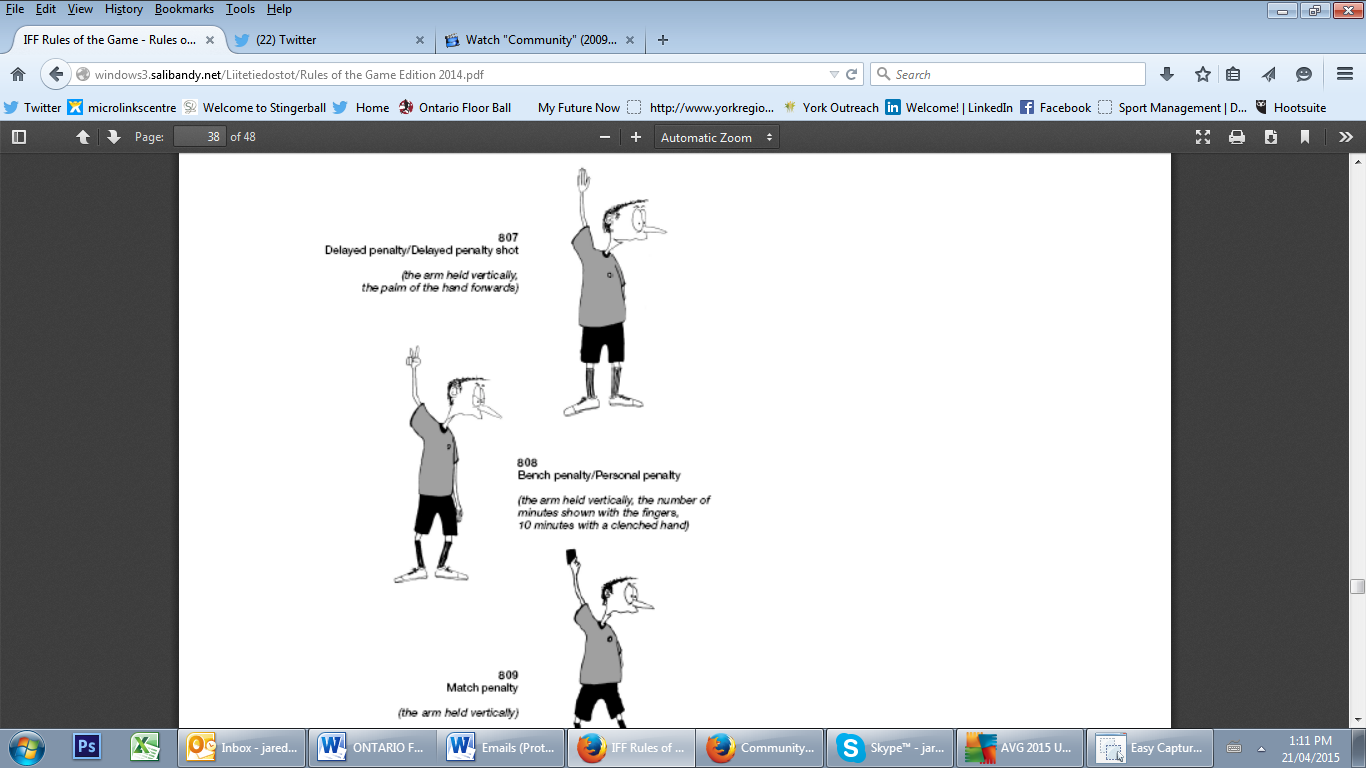 File Edit View History Bookmarks Tools Help
IFF Rules of the Game - Rules o...
(22) Twitter
Watch "Community" (2009...
windows3.salibandy.net/Liitetiedostot/Rules of the Game Edition 2014.pdf
Search
Twitter microlinkscentre Welcome to Stingerball Home Ontario Floor Ball My Future Now http://www.yorkregio... York Outreach Welcome! | LinkedIn Facebook Sport Management | D... Hootsuite
Page: 38 of 48
Automatic Zoom
807
Delayed penalty/Delayed penalty shot
(the arm held vertically,
the palm of the hand forwards)
808
Bench penalty/Personal penalty
(the arm held vertically, the number of
minutes shown with the fingers,
10 minutes with a clenched hand)
809
Match penalty
(the arm held vertically)
Ps
Inbox - jared...
ONTARIO F...
Emails (Prot...
IFF Rules of ...
Community...
Skype™ - jar...
AVG 2015 U...
Easy Captur...
1:11 PM
21/04/2015